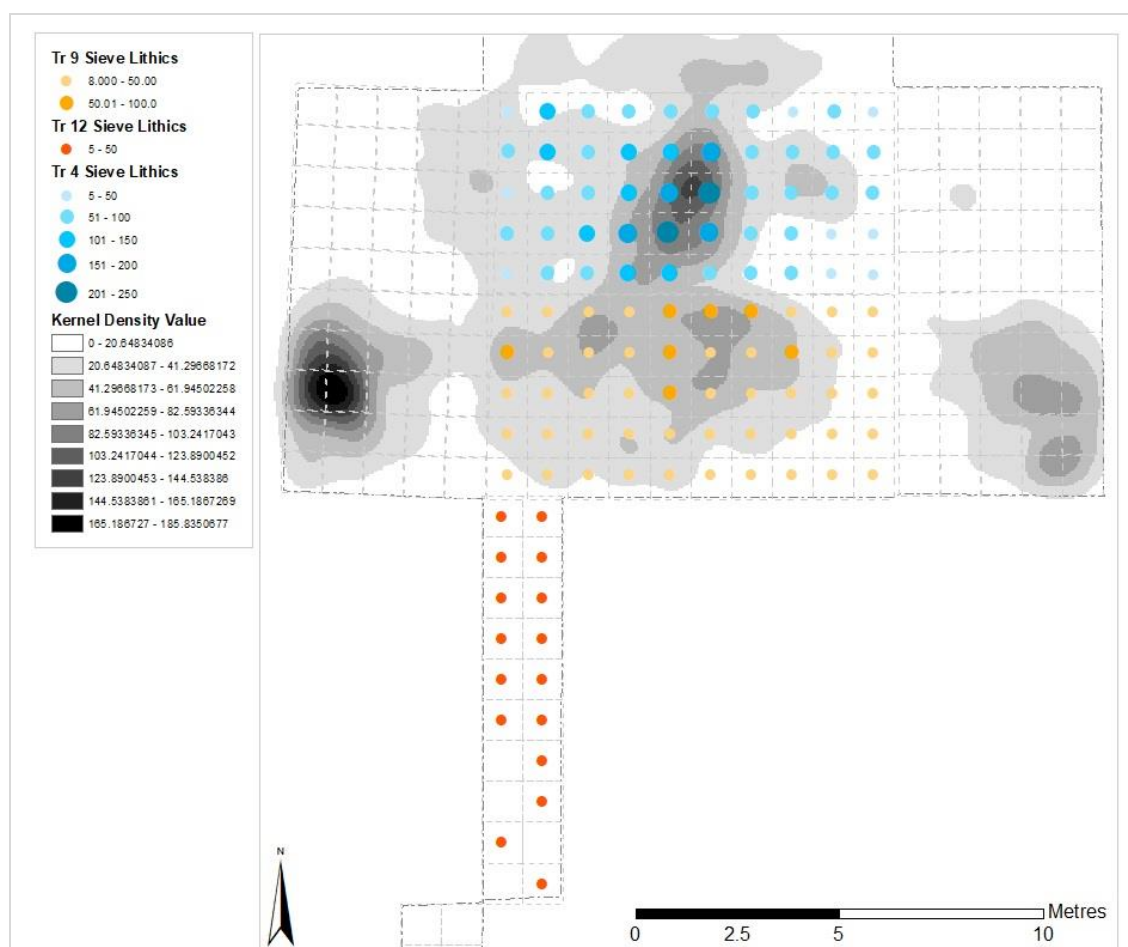 Tr 9 Sieve Lithics
8.000 - 50.00
50.01 - 100.0
Tr 12 Sieve Lithics
5 - 50
Tr 4 Sieve Lithics
5 - 50
51 - 100
101 - 150
151 - 200
201 - 250
Kernel Density Value
0 - 20.64834086
20.64834087 - 41.29668172
41.29668173 - 61.94502258
61.94502259 - 82.59336344
82.59336345 - 103.2417043
103.2417044 - 123.8900452
123.8900453 - 144.538386
144.5383861 - 165.1867269
165.186727 - 185.8350677
N
Metres
0 2.5 5 10